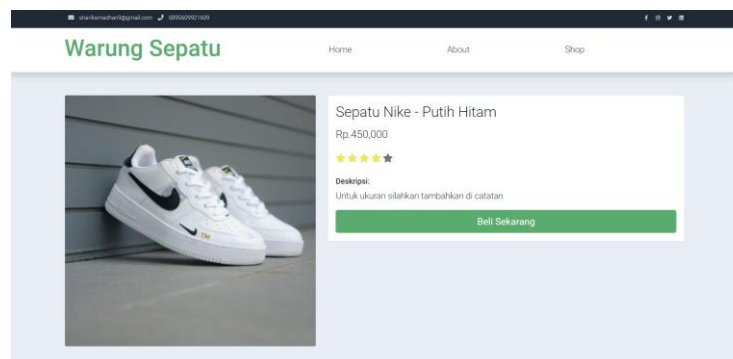 0895609921609
Warung Sepatu
Home
About
Shop
Sepatu Nike - Putih Hitam
Rp.450,000
Deskripsi:
Untuk ukuran silahkan tambahkan di catatan
Beli Sekarang